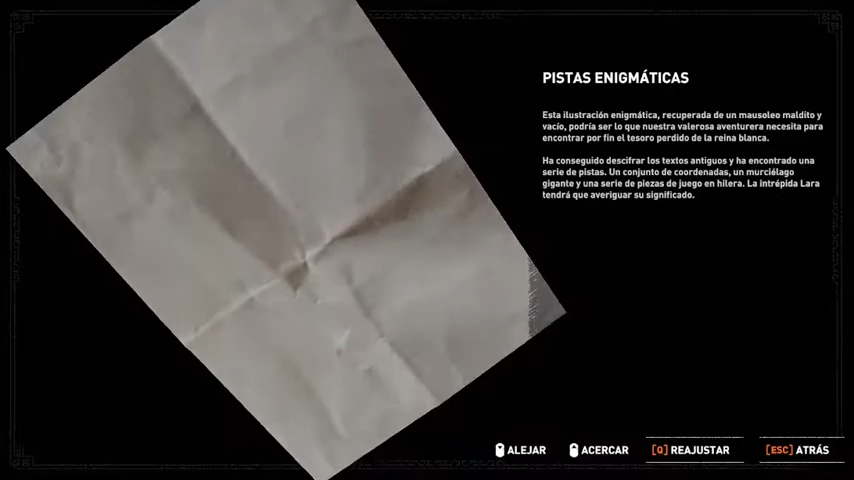 PISTAS ENIGMÁTICAS
Esta ilustración enigmática, recuperada de un mausoleo maldito y
vacío, podría ser lo que nuestra valerosa aventurera necesita para
encontrar por fin el tesoro perdido de la reina blanca.
Ha conseguido descifrar los textos antiguos y ha encontrado una
serie de pistas. Un conjunto de coordenadas, un murciélago
gigante y una serie de piezas de juego en hilera. La intrépida Lara
tendrá que averiguar su significado.
ALEJAR
ACERCAR
[Q] REAJUSTAR
[ESC] ATRÁS